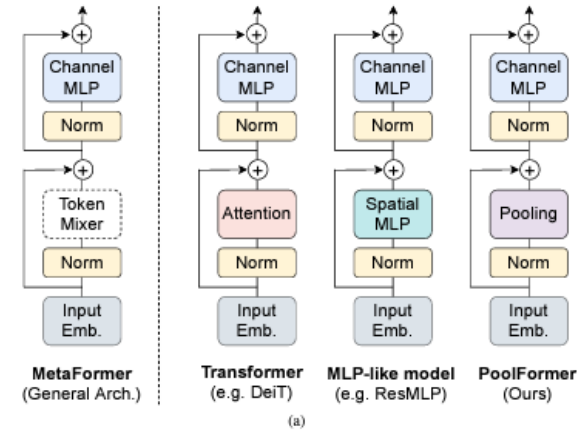 +
Channel
MLP
Norm
+
Token
Mixer
Norm
Input
Emb.
MetaFormer
(General Arch.)
+
Channel
MLP
Norm
+
Attention
Norm
Input
Emb.
Transformer
(e.g. DeiT)
+
Channel
MLP
Norm
+
Spatial
MLP
Norm
Input
Emb.
MLP-like model
(e.g. ResMLP)
+
Channel
MLP
Norm
+
Pooling
Norm
Input
Emb.
PoolFormer
(Ours)
(a)